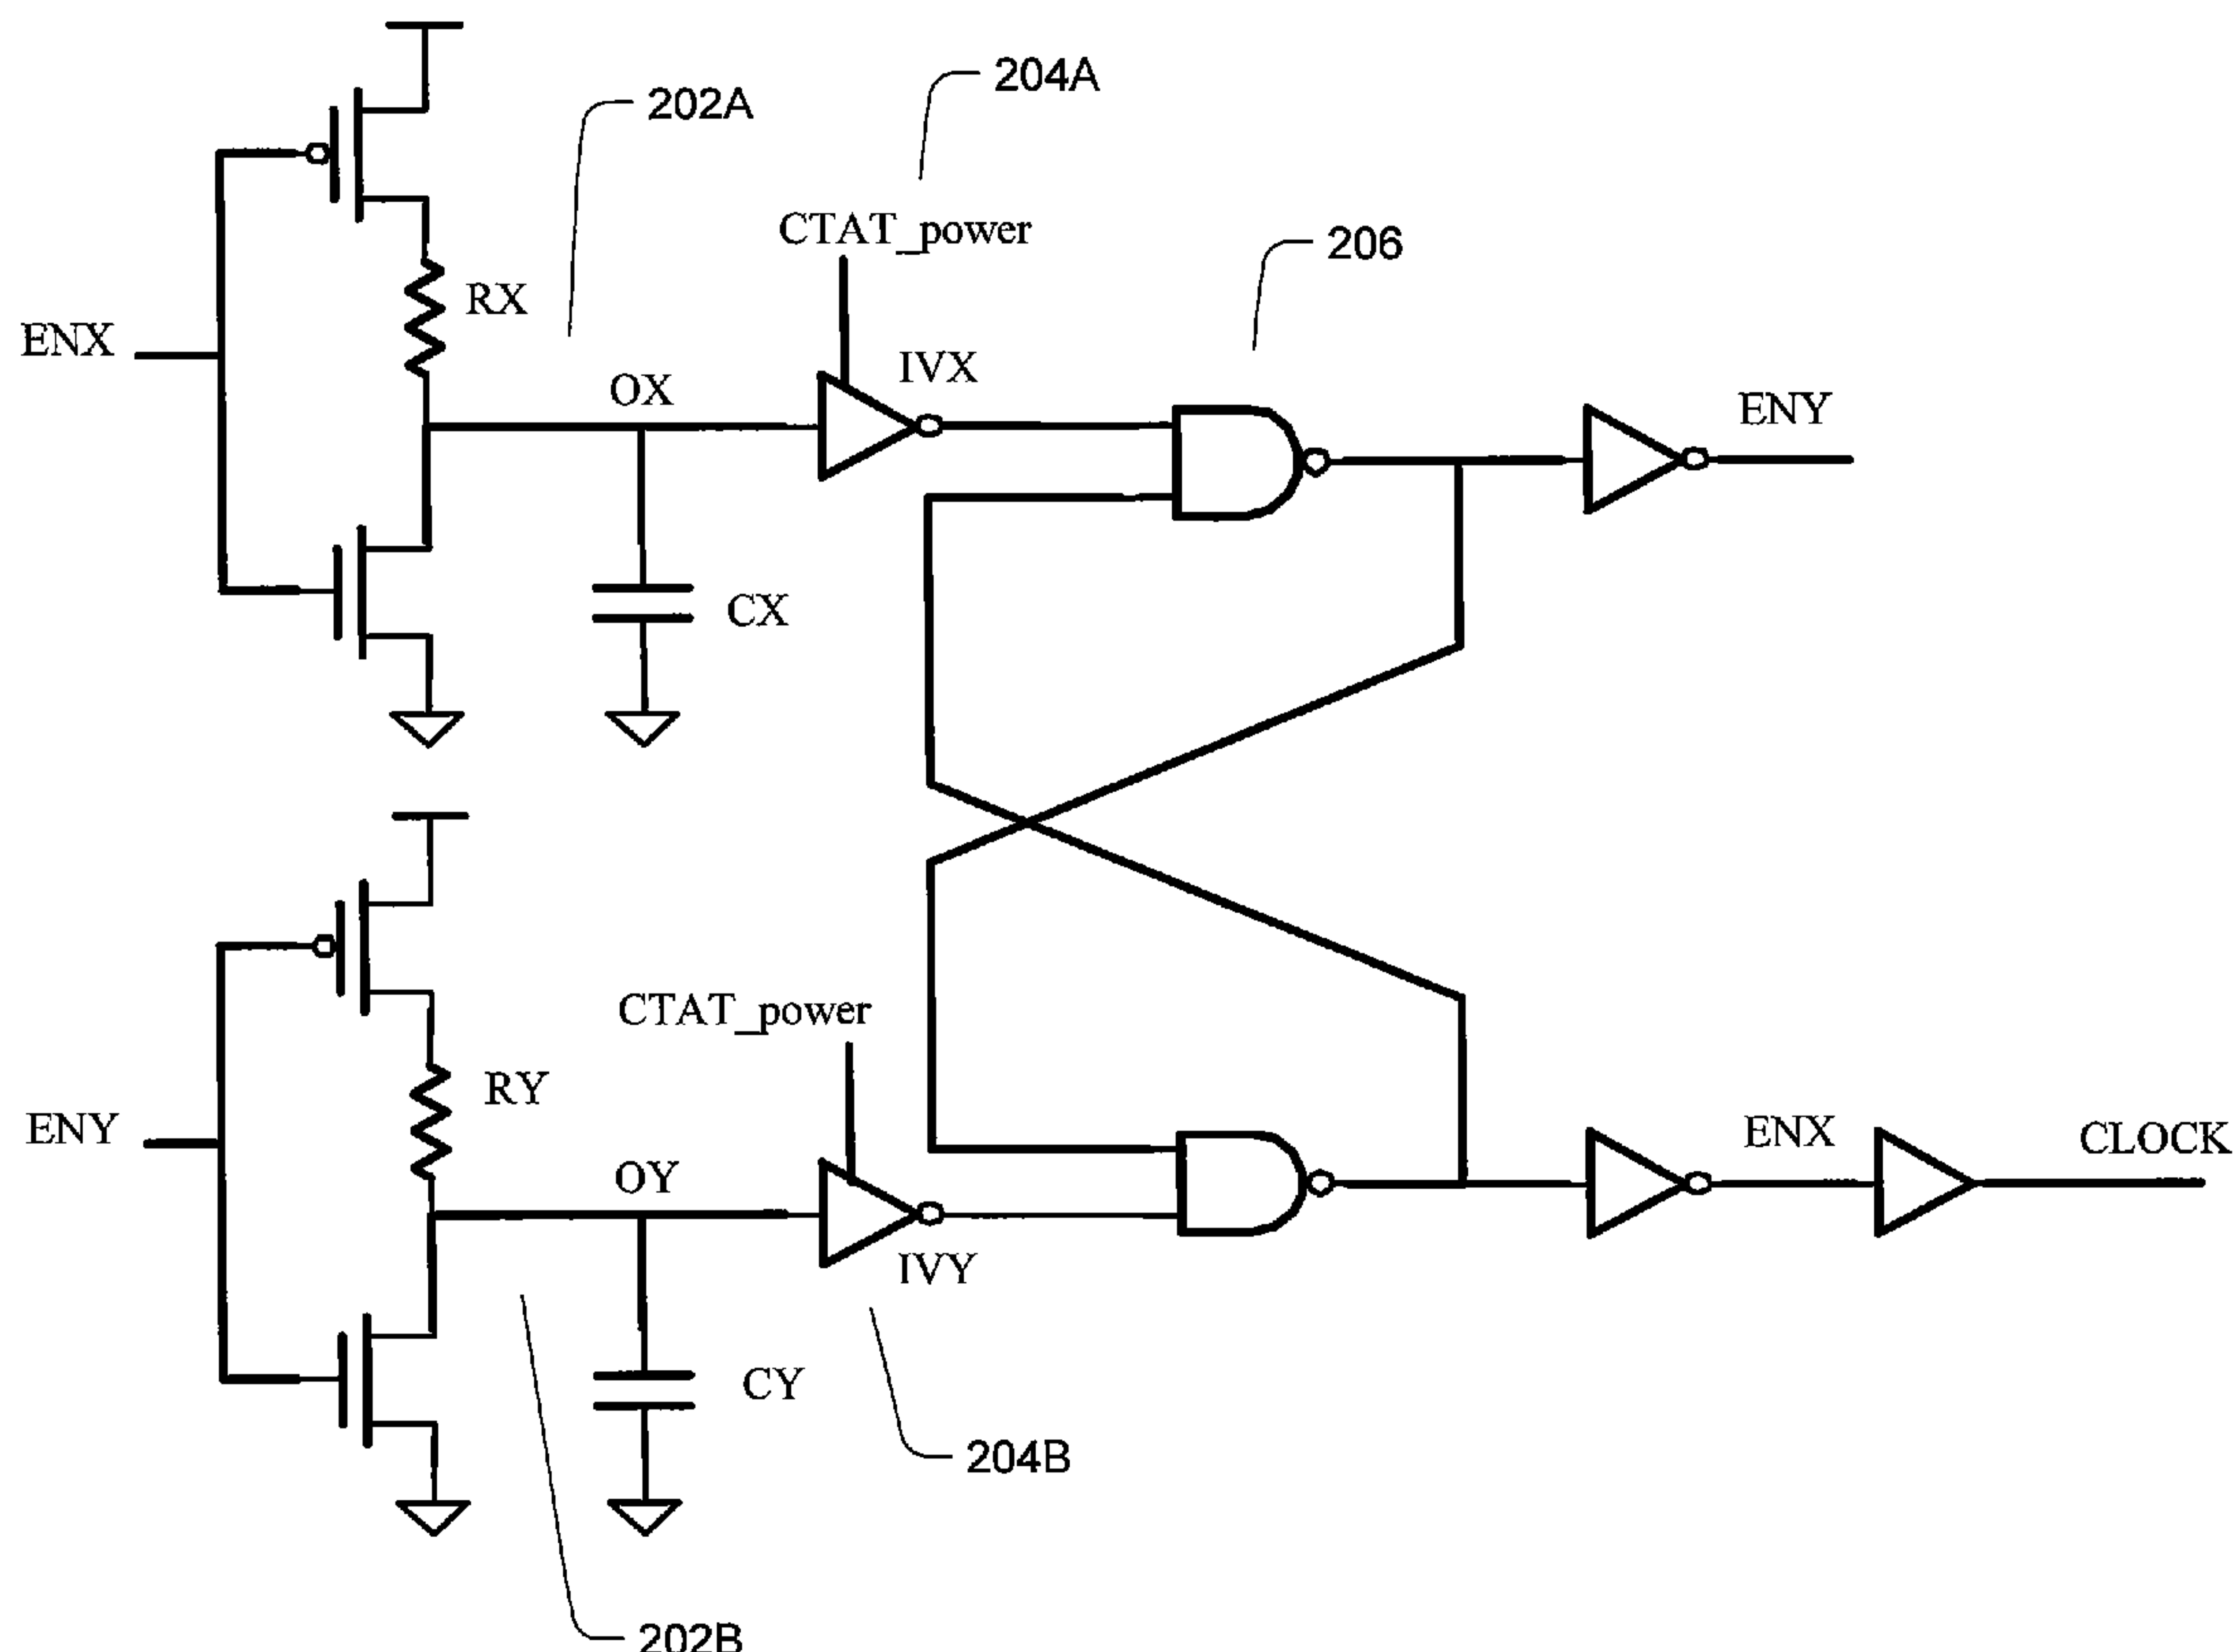 204A
202A
CTAT_power
206
RX
ENX
IVX
OX
ENY
CX
CTAT_power
RY
ENY
ENX
CLOCK
OY
IVY
CY
204B
202B